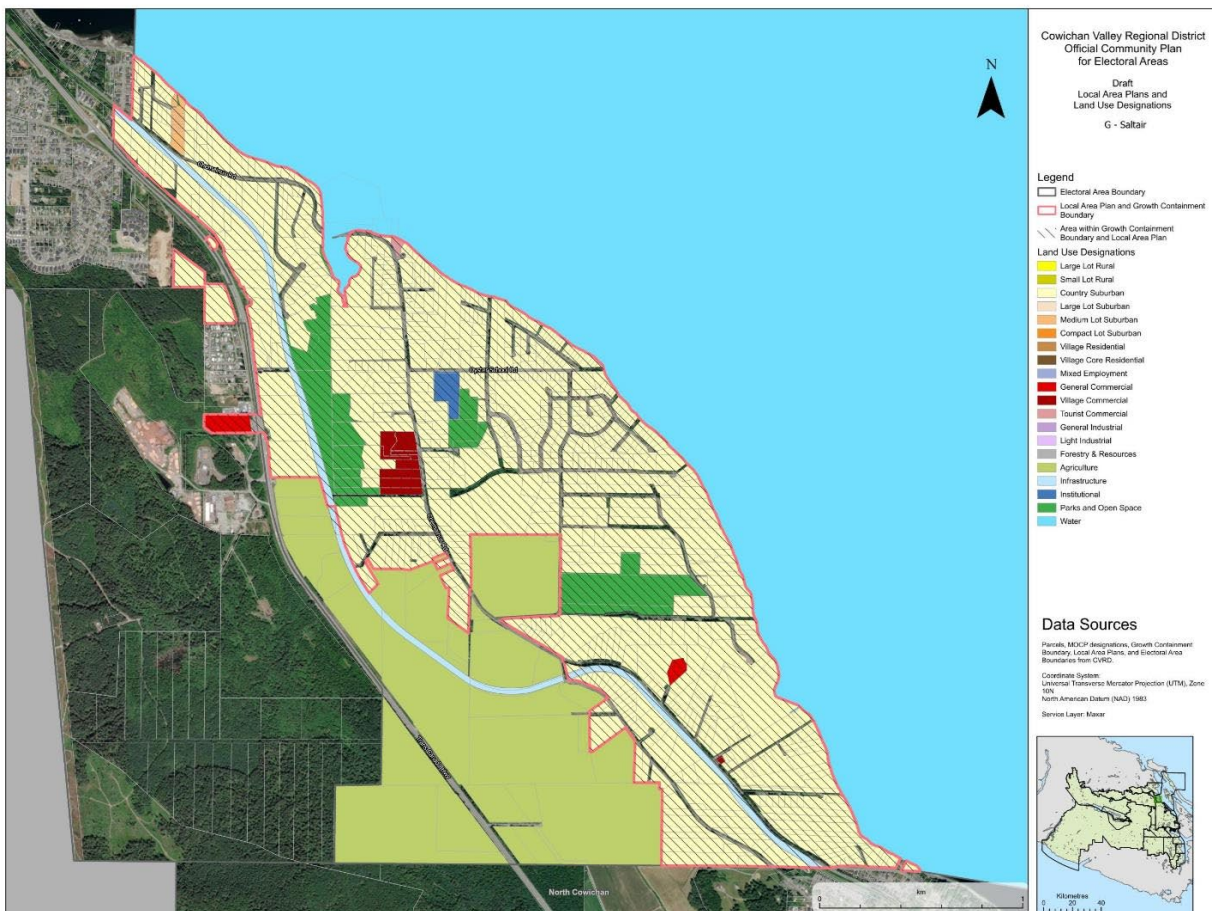 Cowichan Valley Regional District
Official Community Plan
for Electoral Areas
Draft
Local Area Plans and
Land Use Designations
G - Saltair
N
Legend
Electoral Area Boundary
Local Area Plan and Growth Containment
Boundary
Area within Growth Containment
Boundary and Local Area Plan
Land Use Designations
Large Lot Rural
Small Lot Rural
Country Suburban
Large Lot Suburban
Medium Lot Suburban
Compact Lot Suburban
Village Residential
Village Core Residential
Mixed Employment
General Commercial
Village Commercial
Tourist Commercial
General Industrial
Light Industrial
Forestry & Resources
Agriculture
Infrastructure
Institutional
Parks and Open Space
Water
Chemainus Rd
North Cowichan
km
0 1
Data Sources
Parcels, MOCP designations, Growth Containment
Boundary, Local Area Plans, and Electoral Area
Boundaries from CVRD.
Coordinate System:
Universal Transverse Mercator Projection (UTM), Zone
10N
North American Datum (NAD) 1983
Service Layer: Maxar
Kilometres
0 20 40